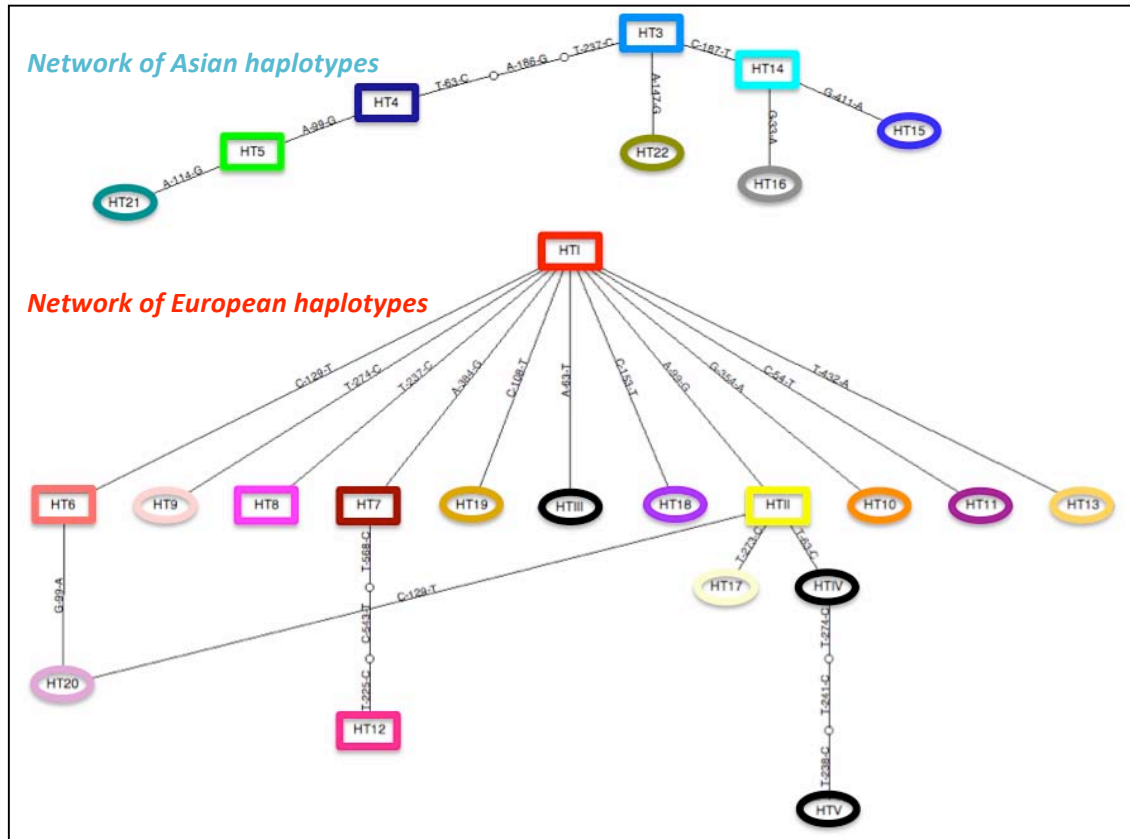 Network of Asian haplotypes
HT3
T-237-C
A-186-G
T-63-C
C-187-T
HT14
HT4
A-147-G
G-411-A
A-99-G
G-33-A
HT15
HT5
HT22
A-114-G
HT16
HT21
HTI
Network of European haplotypes
C-129-T
T-274-C
T-237-C
A-384-G
C-108-T
A-63-T
C-153-T
A-99-G
G-354-A
C-54-T
T-432-A
HT6
HT9
HT8
HT7
HT19
HTIII
HT18
HTII
HT10
HT11
HT13
T-568-C
T-273-C
T-63-C
HT17
HTIV
G-99-A
C-129-T
C-543-T
T-274-C
HT20
T-241-C
T-225-C
HT12
T-238-C
HTV